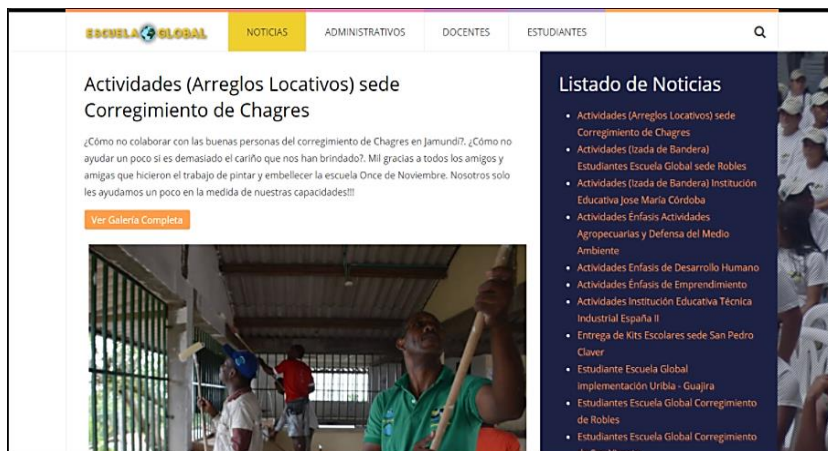 ESCUELA GLOBAL
NOTICIAS
ADMINISTRATIVOS
DOCENTES
ESTUDIANTES
Actividades (Arreglos Locativos) sede
Corregimiento de Chagres
¿Cómo no colaborar con las buenas personas del corregimiento de Chagres en Jamundí?. ¿Cómo no
ayudar un poco si es demasiado el cariño que nos han brindado?. Mil gracias a todos los amigos y
amigas que hicieron el trabajo de pintar y embellecer la escuela Once de Noviembre. Nosotros solo
les ayudamos un poco en la medida de nuestras capacidades!!!
Ver Galería Completa
Listado de Noticias
Actividades (Arreglos Locativos) sede
Corregimiento de Chagres
Actividades (Izada de Bandera)
Estudiantes Escuela Global sede Robles
Actividades (Izada de Bandera) Institución
Educativa Jose María Córdoba
Actividades Énfasis Actividades
Agropecuarias y Defensa del Medio
Ambiente
Actividades Enfasis de Desarrollo Humano
Actividades Énfasis de Emprendimiento
Actividades Institución Educativa Técnica
Industrial España II
Entrega de Kits Escolares sede San Pedro
Claver
Estudiante Escuela Global
implementación Uribia - Guajira
Estudiantes Escuela Global Corregimiento
de Robles
Estudiantes Escuela Global Corregimiento